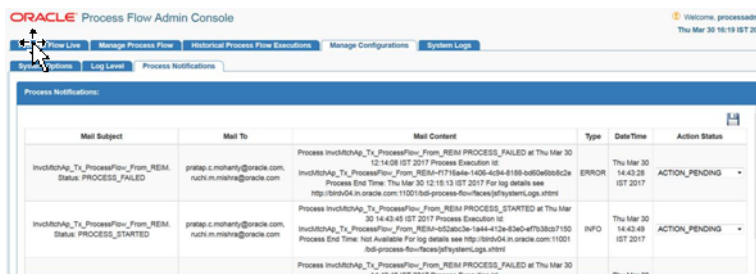 ORACLE Process Flow Admin Console
Welcome, processadm
Thu Mar 30 16:19 IST 20
Flow Live
Manage Process Flow
Historical Process Flow Executions
Manage Configurations
System Logs
System Options
Log Level
Process Notifications
Process Notifications:
Mail Subject
Mail To
Mail Content
Type
DateTime
Action Status
InvcMtchAp_Tx_ProcessFlow_From_REIM.
Status: PROCESS_FAILED
pratap.c.mohanty@oracle.com,
ruchi.m.mishra@oracle.com
Process InvcMtchAp_Tx_ProcessFlow_From_REIM PROCESS_FAILED at Thu Mar 30
12:14:08 IST 2017 Process Execution Id:
InvcMtchAp_Tx_ProcessFlow_From_REIM~f1716a4e-1406-4c94-8188-bd60e6bb8c2e
Process End Time: Thu Mar 30 12:15:13 IST 2017 For log details see
http://blrdv04.in.oracle.com:11001/bdi-process-flow/faces/jsf/systemLogs.xhtml
ERROR
Thu Mar 30
14:43:28
IST 2017
ACTION_PENDING
InvcMtchAp_Tx_ProcessFlow_From_REIM.
Status: PROCESS_STARTED
pratap.c.mohanty@oracle.com,
ruchi.m.mishra@oracle.com
Process InvcMtchAp_Tx_ProcessFlow_From_REIM PROCESS_STARTED at Thu Mar
30 14:43:45 IST 2017 Process Execution Id:
InvcMtchAp_Tx_ProcessFlow_From_REIM~b52abc3e-1a44-412e-83e0-ef7b38cb7150
Process End Time: Not Available For log details see http://blrdv04.in.oracle.com:11001
/bdi-process-flow/faces/jsf/systemLogs.xhtml
INFO
Thu Mar 30
14:43:49
IST 2017
ACTION_PENDING
Process InvcMtchAp_Tx_ProcessFlow_From_REIM PROCESS_FAILED at Thu Mar 30